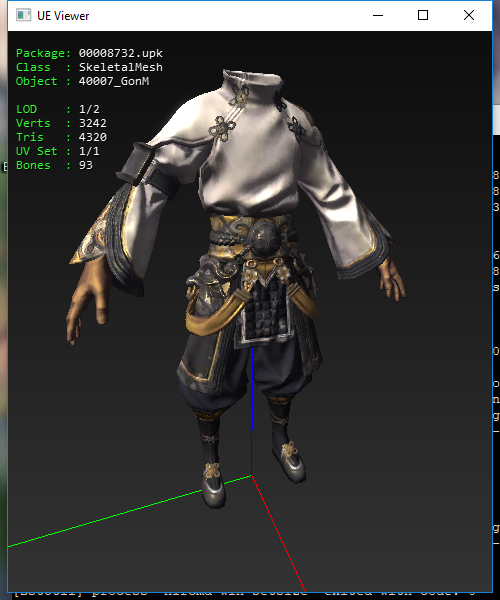 UE Viewer
Package: 00008732.upk
Class : SkeletalMesh
Object : 40007_GonM
LOD : 1/2
Verts : 3242
Tris : 4320
UV Set : 1/1
Bones : 93